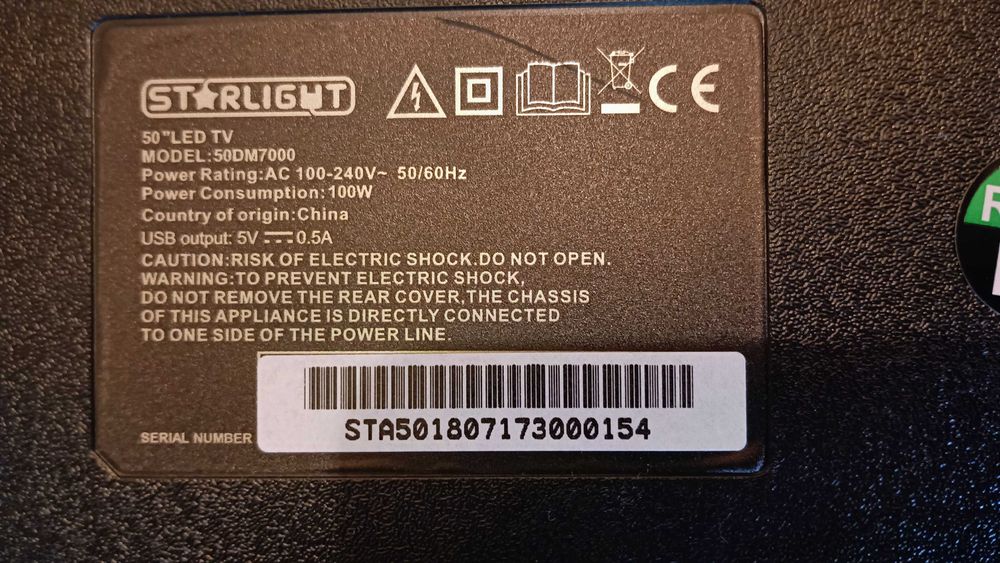 STARLIGHT
CE
50"LED TV
MODEL:50DM7000
Power Rating:AC 100-240V~ 50/60Hz
Power Consumption:100W
Country of origin:China
USB output: 5V⎓0.5A
CAUTION:RISK OF ELECTRIC SHOCK.DO NOT OPEN.
WARNING:TO PREVENT ELECTRIC SHOCK,
DO NOT REMOVE THE REAR COVER,THE CHASSIS
OF THIS APPLIANCE IS DIRECTLY CONNECTED
TO ONE SIDE OF THE POWER LINE.
SERIAL NUMBER
STA501807173000154